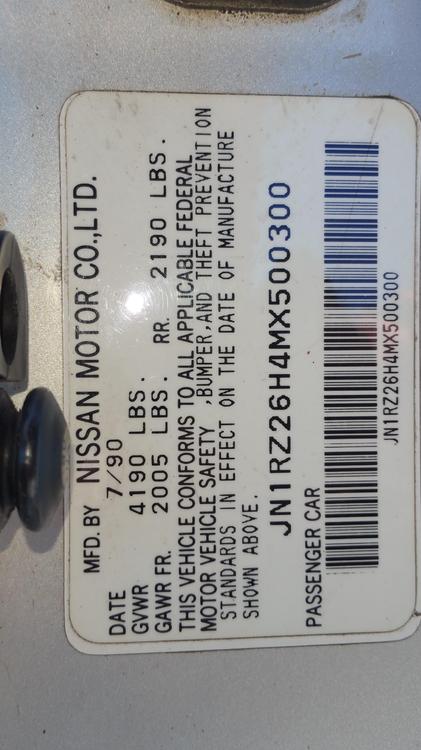 MFD. BY NISSAN MOTOR CO.,LTD.
DATE 7/90
GVWR 4190 LBS.
GAWR FR. 2005 LBS. RR. 2190 LBS.
THIS VEHICLE CONFORMS TO ALL APPLICABLE FEDERAL
MOTOR VEHICLE SAFETY ,BUMPER,AND THEFT PREVENTION
STANDARDS IN EFFECT ON THE DATE OF MANUFACTURE
SHOWN ABOVE.
JN1RZ26H4MX500300
PASSENGER CAR
JN1RZ26H4MX500300